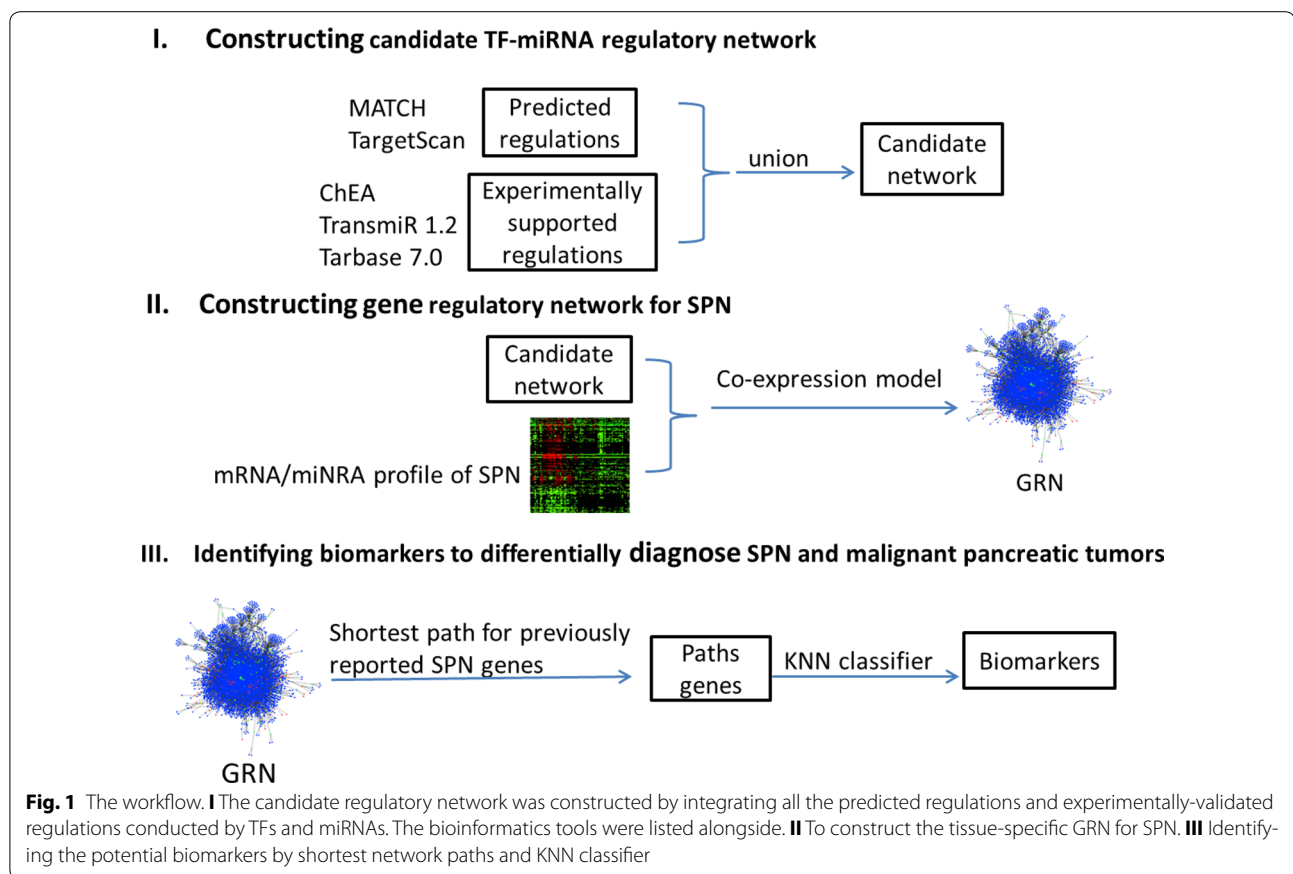 I. Constructing candidate TF-miRNA regulatory network
MATCH
TargetScan
Predicted
regulations
ChEA
TransmiR 1.2
Tarbase 7.0
Experimentally
supported
regulations
union
Candidate
network
II. Constructing gene regulatory network for SPN
Candidate
network
mRNA/miNRA profile of SPN
Co-expression model
GRN
III. Identifying biomarkers to differentially diagnose SPN and malignant pancreatic tumors
GRN
Shortest path for previously
reported SPN genes
Paths
genes
KNN classifier
Biomarkers
Fig. 1 The workflow. I The candidate regulatory network was constructed by integrating all the predicted regulations and experimentally-validated
regulations conducted by TFs and miRNAs. The bioinformatics tools were listed alongside. II To construct the tissue-specific GRN for SPN. III Identify-
ing the potential biomarkers by shortest network paths and KNN classifier